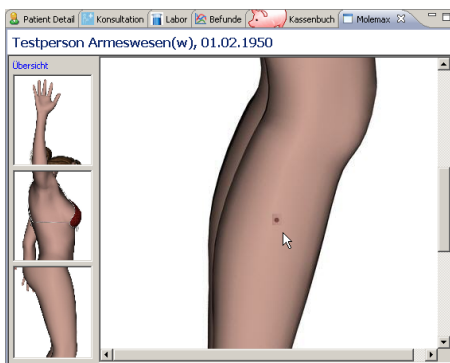 Patient Detail Konsultation Labor Befunde Kassenbuch Molemax
Testperson Armeswesen(w), 01.02.1950
Übersicht